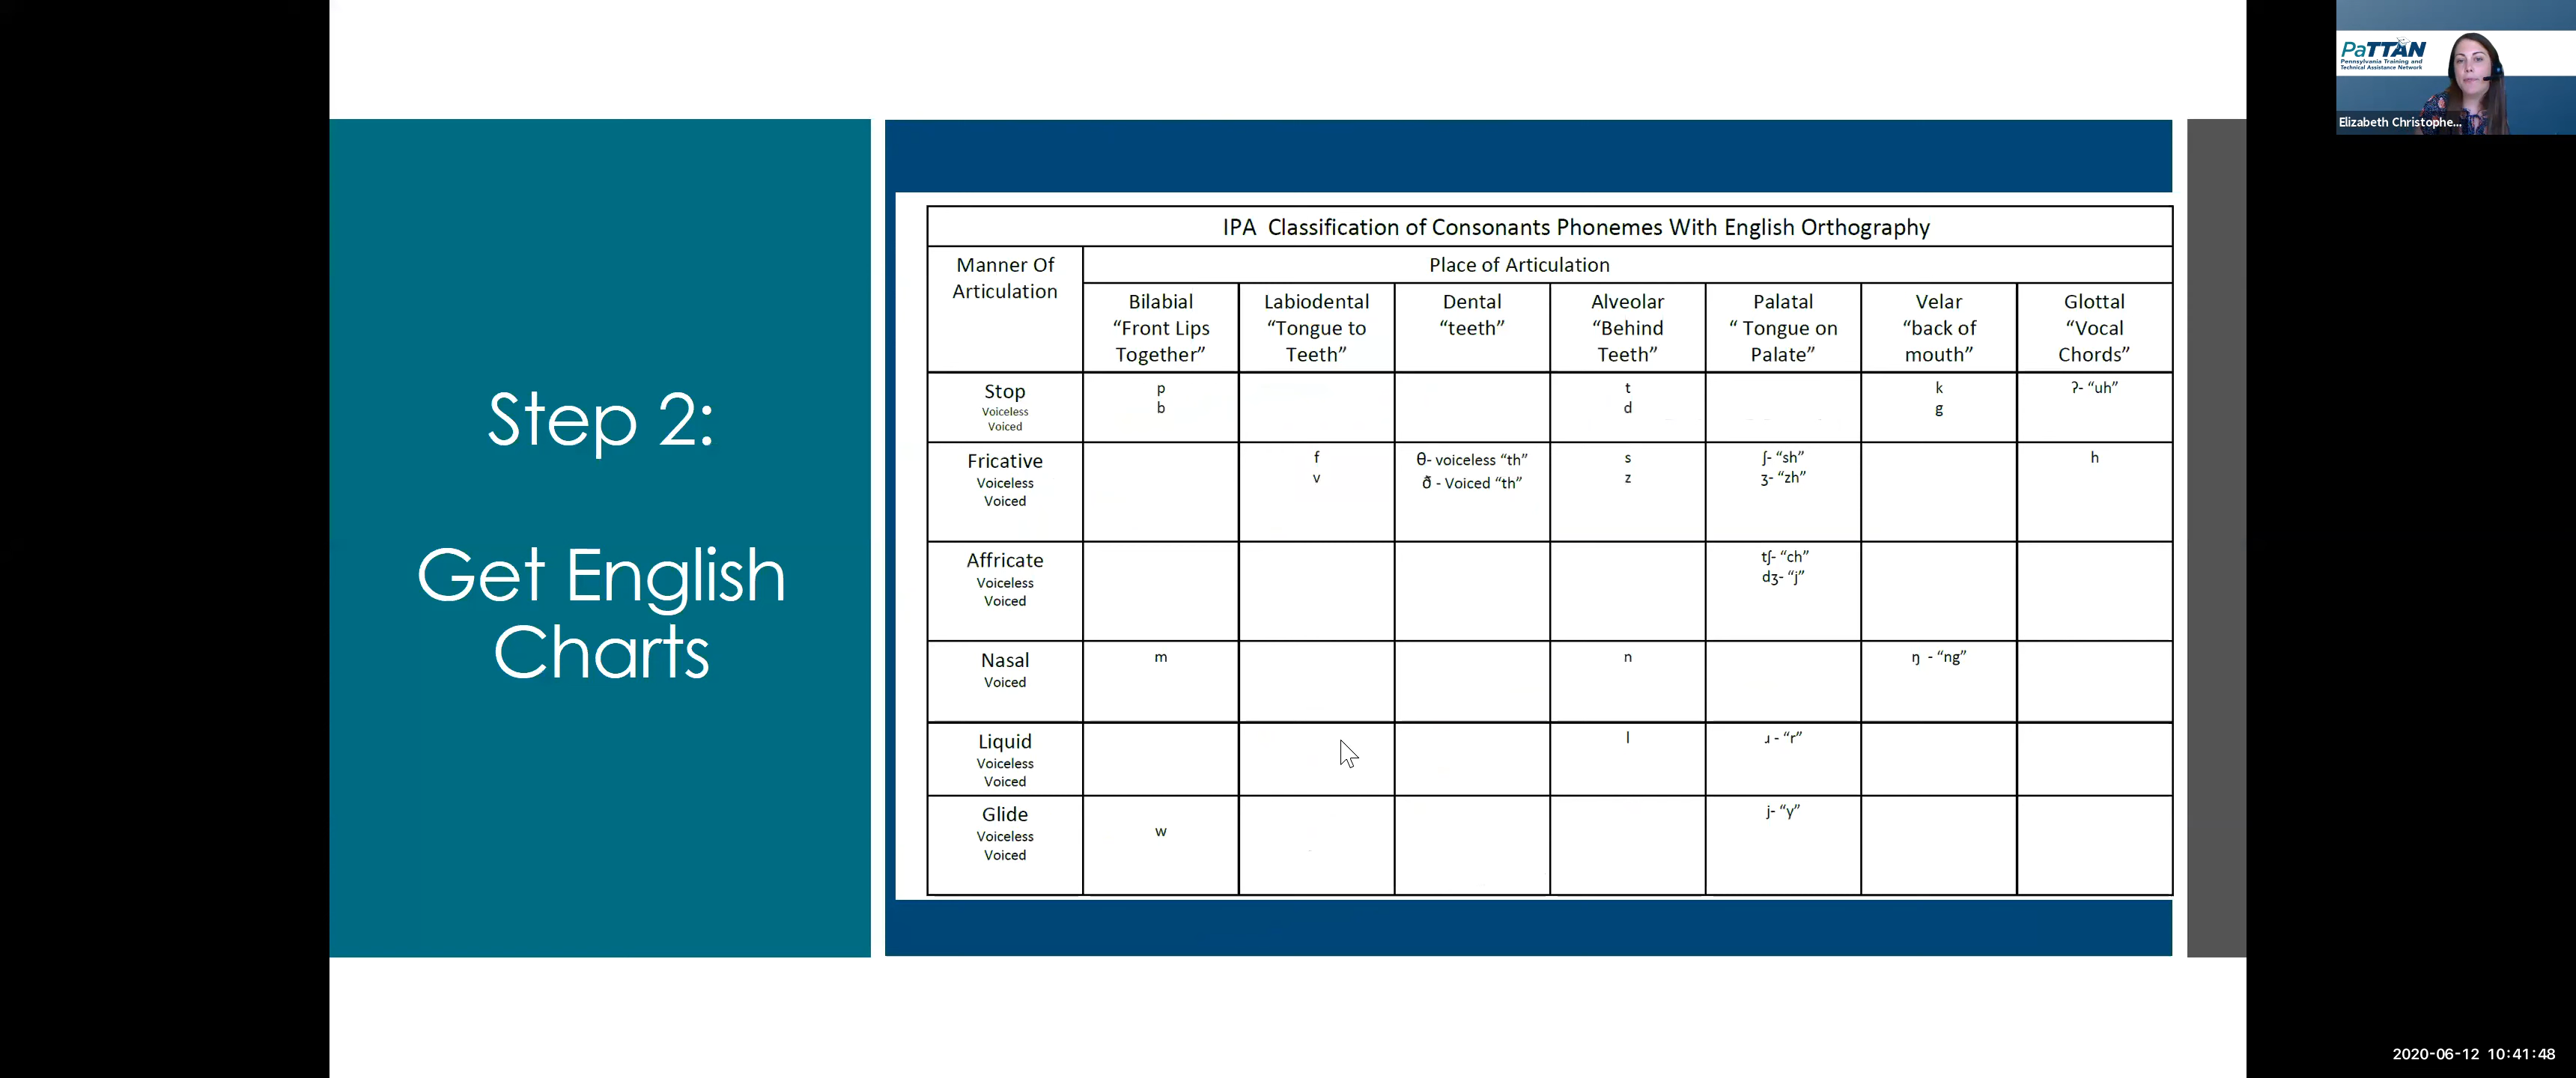 Step 2:
Get English
Charts
IPA Classification of Consonants Phonemes With English Orthography
Manner Of
Articulation
Place of Articulation
Bilabial
“Front Lips
Together”
Labiodental
“Tongue to
Teeth”
Dental
“teeth”
Alveolar
“Behind
Teeth”
Palatal
“ Tongue on
Palate”
Velar
“back of
mouth”
Glottal
“Vocal
Chords”
Stop
Voiceless
Voiced
p
b
t
d
k
g
ʔ- “uh”
Fricative
Voiceless
Voiced
f
v
θ- voiceless “th”
ð - Voiced “th”
s
z
ʃ- “sh”
ʒ- “zh”
h
Affricate
Voiceless
Voiced
tʃ- “ch”
dʒ- “j”
Nasal
Voiced
m
n
ŋ - “ng”
Liquid
Voiceless
Voiced
l
ɹ - “r”
Glide
Voiceless
Voiced
w
j- “y”
PaTTAN
Pennsylvania Training and
Technical Assistance Network
Elizabeth Christophe...
2020-06-12 10:41:48